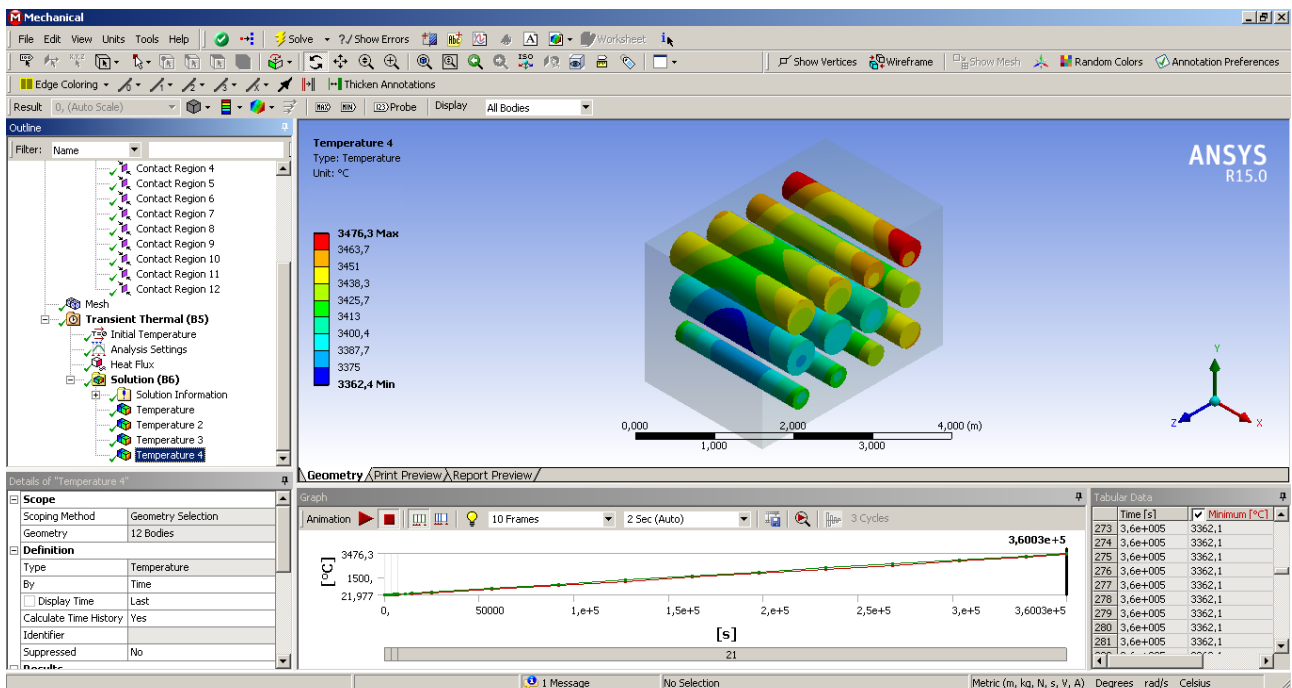 Mechanical
File Edit View Units Tools Help Solve ?/ Show Errors Worksheet
Show Vertices Wireframe Show Mesh Random Colors Annotation Preferences
Edge Coloring Thicken Annotations
Result 0, (Auto Scale) MAX MIN Probe Display All Bodies
Outline
Filter: Name
Contact Region 4
Contact Region 5
Contact Region 6
Contact Region 7
Contact Region 8
Contact Region 9
Contact Region 10
Contact Region 11
Contact Region 12
Mesh
Transient Thermal (B5)
Initial Temperature
Analysis Settings
Heat Flux
Solution (B6)
Solution Information
Temperature
Temperature 2
Temperature 3
Temperature 4
Temperature 4
Type: Temperature
Unit: °C
3476,3 Max
3463,7
3451
3438,3
3425,7
3413
3400,4
3387,7
3375
3362,4 Min
ANSYS
R15.0
0,000 2,000 4,000 (m)
1,000 3,000
Y
Z X
Geometry Print Preview Report Preview
Details of "Temperature 4"
Scope
Scoping Method Geometry Selection
Geometry 12 Bodies
Definition
Type Temperature
By Time
Display Time Last
Calculate Time History Yes
Identifier
Suppressed No
Results
Graph
Animation 10 Frames 2 Sec (Auto) 3 Cycles
3,6003e+5
[°C]
3476,3
1500,
21,977
0, 50000 1,e+5 1,5e+5 2,e+5 2,5e+5 3,e+5 3,6003e+5
[s]
21
Tabular Data
Time [s] Minimum [°C]
273 3,6e+005 3362,1
274 3,6e+005 3362,1
275 3,6e+005 3362,1
276 3,6e+005 3362,1
277 3,6e+005 3362,1
278 3,6e+005 3362,1
279 3,6e+005 3362,1
280 3,6e+005 3362,1
281 3,6e+005 3362,1
1 Message No Selection Metric (m, kg, N, s, V, A) Degrees rad/s Celsius